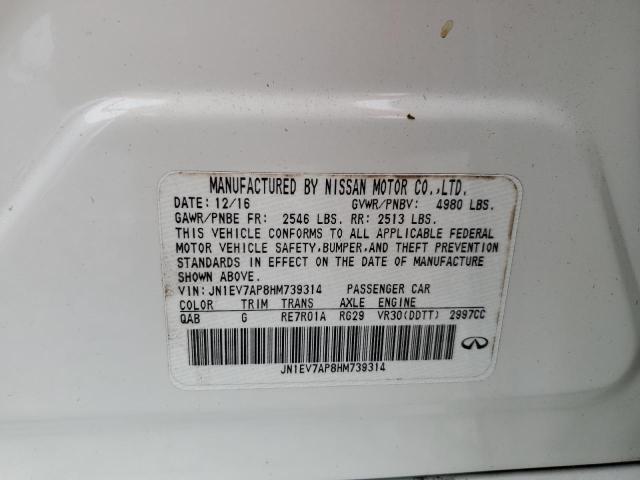 MANUFACTURED BY NISSAN MOTOR CO.,LTD.
DATE: 12/16 GVWR/PNBV: 4980 LBS.
GAWR/PNBE FR: 2546 LBS. RR: 2513 LBS.
THIS VEHICLE CONFORMS TO ALL APPLICABLE FEDERAL
MOTOR VEHICLE SAFETY,BUMPER,AND THEFT PREVENTION
STANDARDS IN EFFECT ON THE DATE OF MANUFACTURE
SHOWN ABOVE.
VIN: JN1EV7AP8HM739314 PASSENGER CAR
COLOR TRIM TRANS AXLE ENGINE
QAB G RE7R01A RG29 VR30(DDTT) 2997CC
JN1EV7AP8HM739314